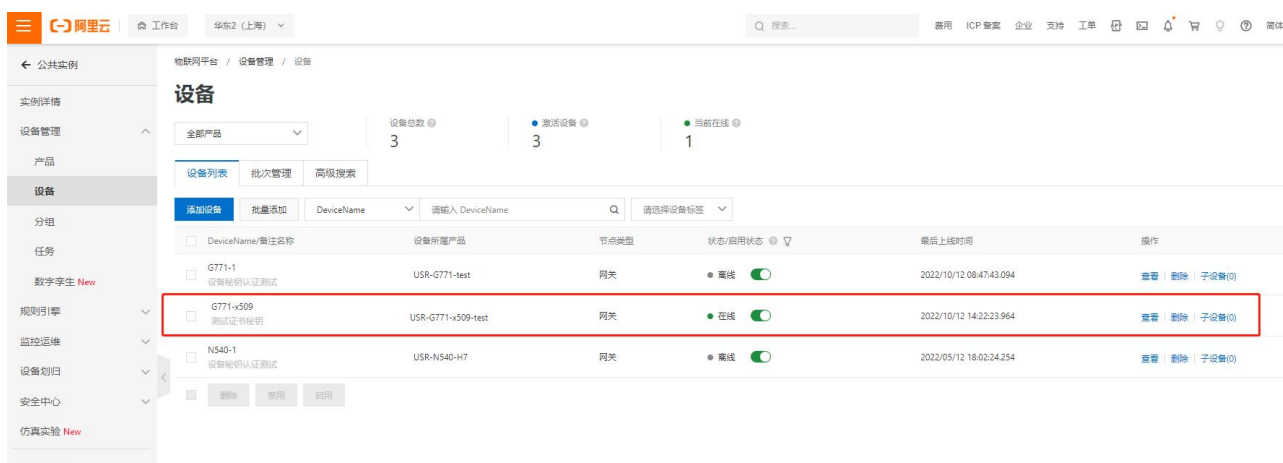 阿里云 工作台 华东2（上海） 搜索... 费用 ICP 备案 企业 支持 工单 简体
公共实例
实例详情
设备管理
产品
设备
分组
任务
数字孪生 New
规则引擎
监控运维
设备划归
安全中心
仿真实验 New
物联网平台 / 设备管理 / 设备
设备
全部产品
设备总数
3
激活设备
3
当前在线
1
设备列表 批次管理 高级搜索
添加设备 批量添加 DeviceName 请输入 DeviceName 请选择设备标签
DeviceName/备注名称 设备所属产品 节点类型 状态/启用状态 最后上线时间 操作
G771-1
设备秘钥认证测试
USR-G771-test 网关 离线 2022/10/12 08:47:43.094 查看 删除 子设备(0)
G771-x509
测试证书秘钥
USR-G771-x509-test 网关 在线 2022/10/12 14:22:23.964 查看 删除 子设备(0)
N540-1
设备秘钥认证测试
USR-N540-H7 网关 离线 2022/05/12 18:02:24.254 查看 删除 子设备(0)
删除 禁用 启用